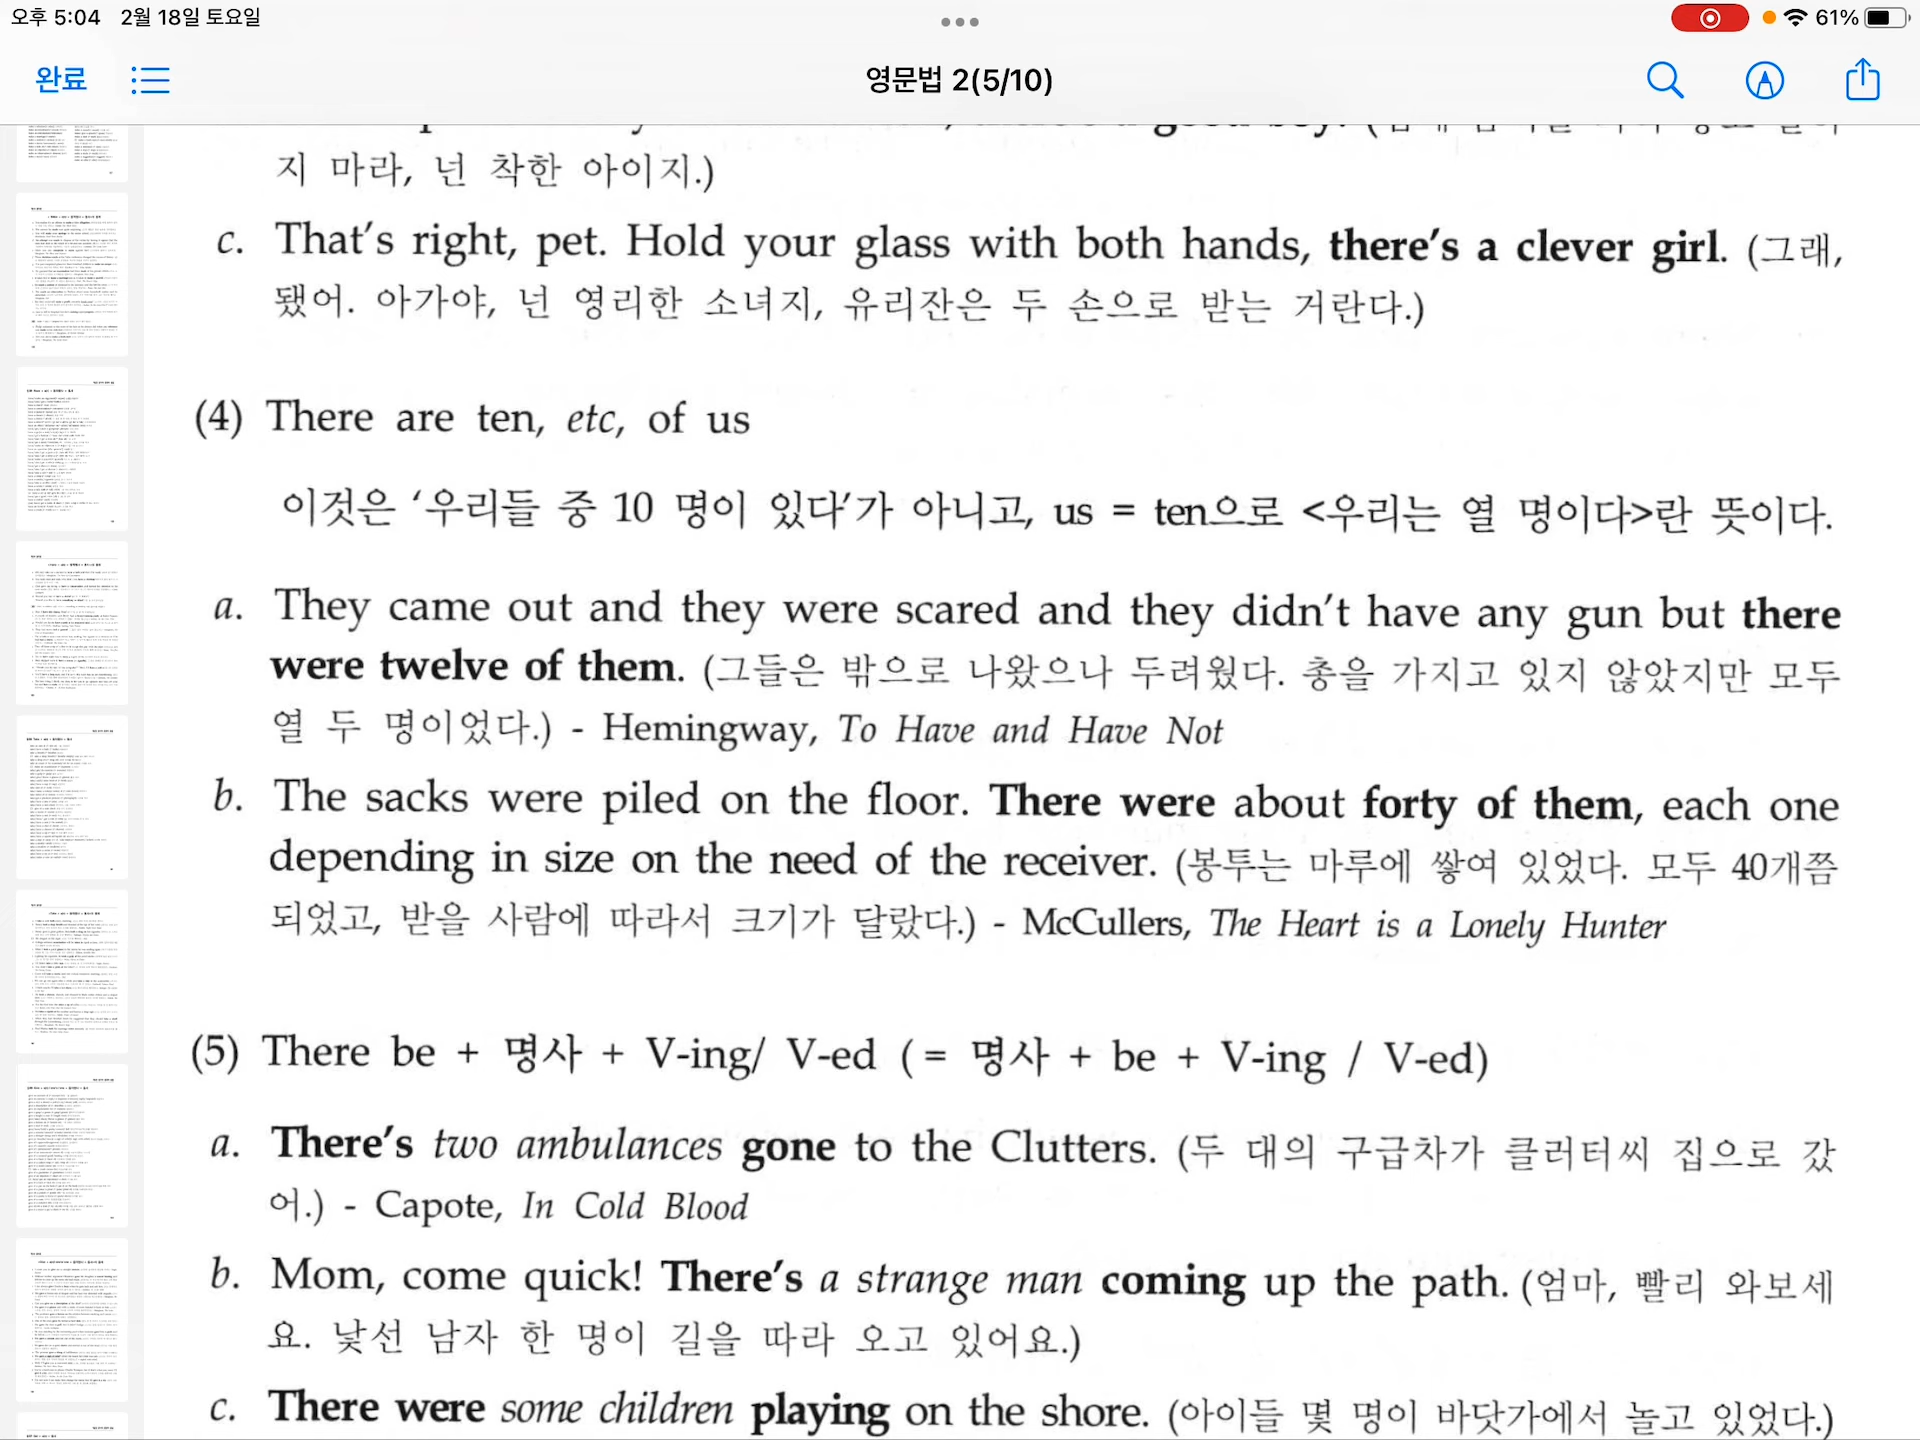 오후 5:04 2월 18일 토요일
61%
완료
영문법 2(5/10)
지 마라, 넌 착한 아이지.)
c. That's right, pet. Hold your glass with both hands, there's a clever girl. (그래,
됐어. 아가야, 넌 영리한 소녀지, 유리잔은 두 손으로 받는 거란다.)
(4) There are ten, etc, of us
이것은 '우리들 중 10 명이 있다'가 아니고, us = ten으로 <우리는 열 명이다>란 뜻이다.
a. They came out and they were scared and they didn't have any gun but there
were twelve of them. (그들은 밖으로 나왔으나 두려웠다. 총을 가지고 있지 않았지만 모두
열 두 명이었다.) - Hemingway, To Have and Have Not
b. The sacks were piled on the floor. There were about forty of them, each one
depending in size on the need of the receiver. (봉투는 마루에 쌓여 있었다. 모두 40개쯤
되었고, 받을 사람에 따라서 크기가 달랐다.) - McCullers, The Heart is a Lonely Hunter
(5) There be + 명사 + V-ing/ V-ed ( = 명사 + be + V-ing / V-ed)
a. There's two ambulances gone to the Clutters. (두 대의 구급차가 클러터씨 집으로 갔
어.) - Capote, In Cold Blood
b. Mom, come quick! There's a strange man coming up the path. (엄마, 빨리 와보세
요. 낯선 남자 한 명이 길을 따라 오고 있어요.)
c. There were some children playing on the shore. (아이들 몇 명이 바닷가에서 놀고 있었다.)